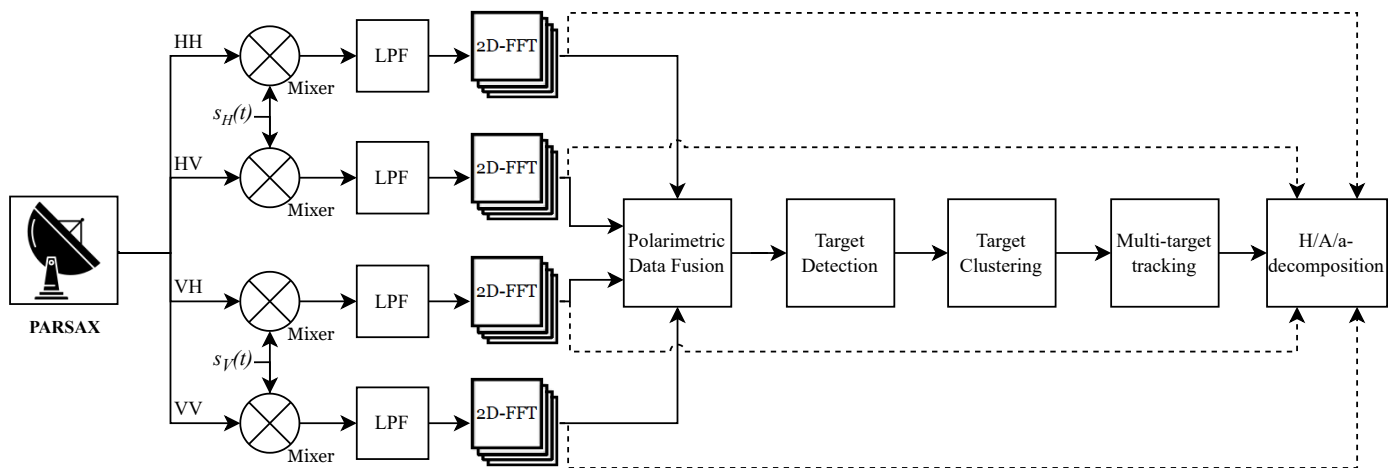 HH
Mixer
LPF
2D-FFT
s_H(t)
HV
Mixer
LPF
2D-FFT
PARSAX
Polarimetric
Data Fusion
Target
Detection
Target
Clustering
Multi-target
tracking
H/A/a-
decomposition
VH
Mixer
LPF
2D-FFT
s_V(t)
VV
Mixer
LPF
2D-FFT